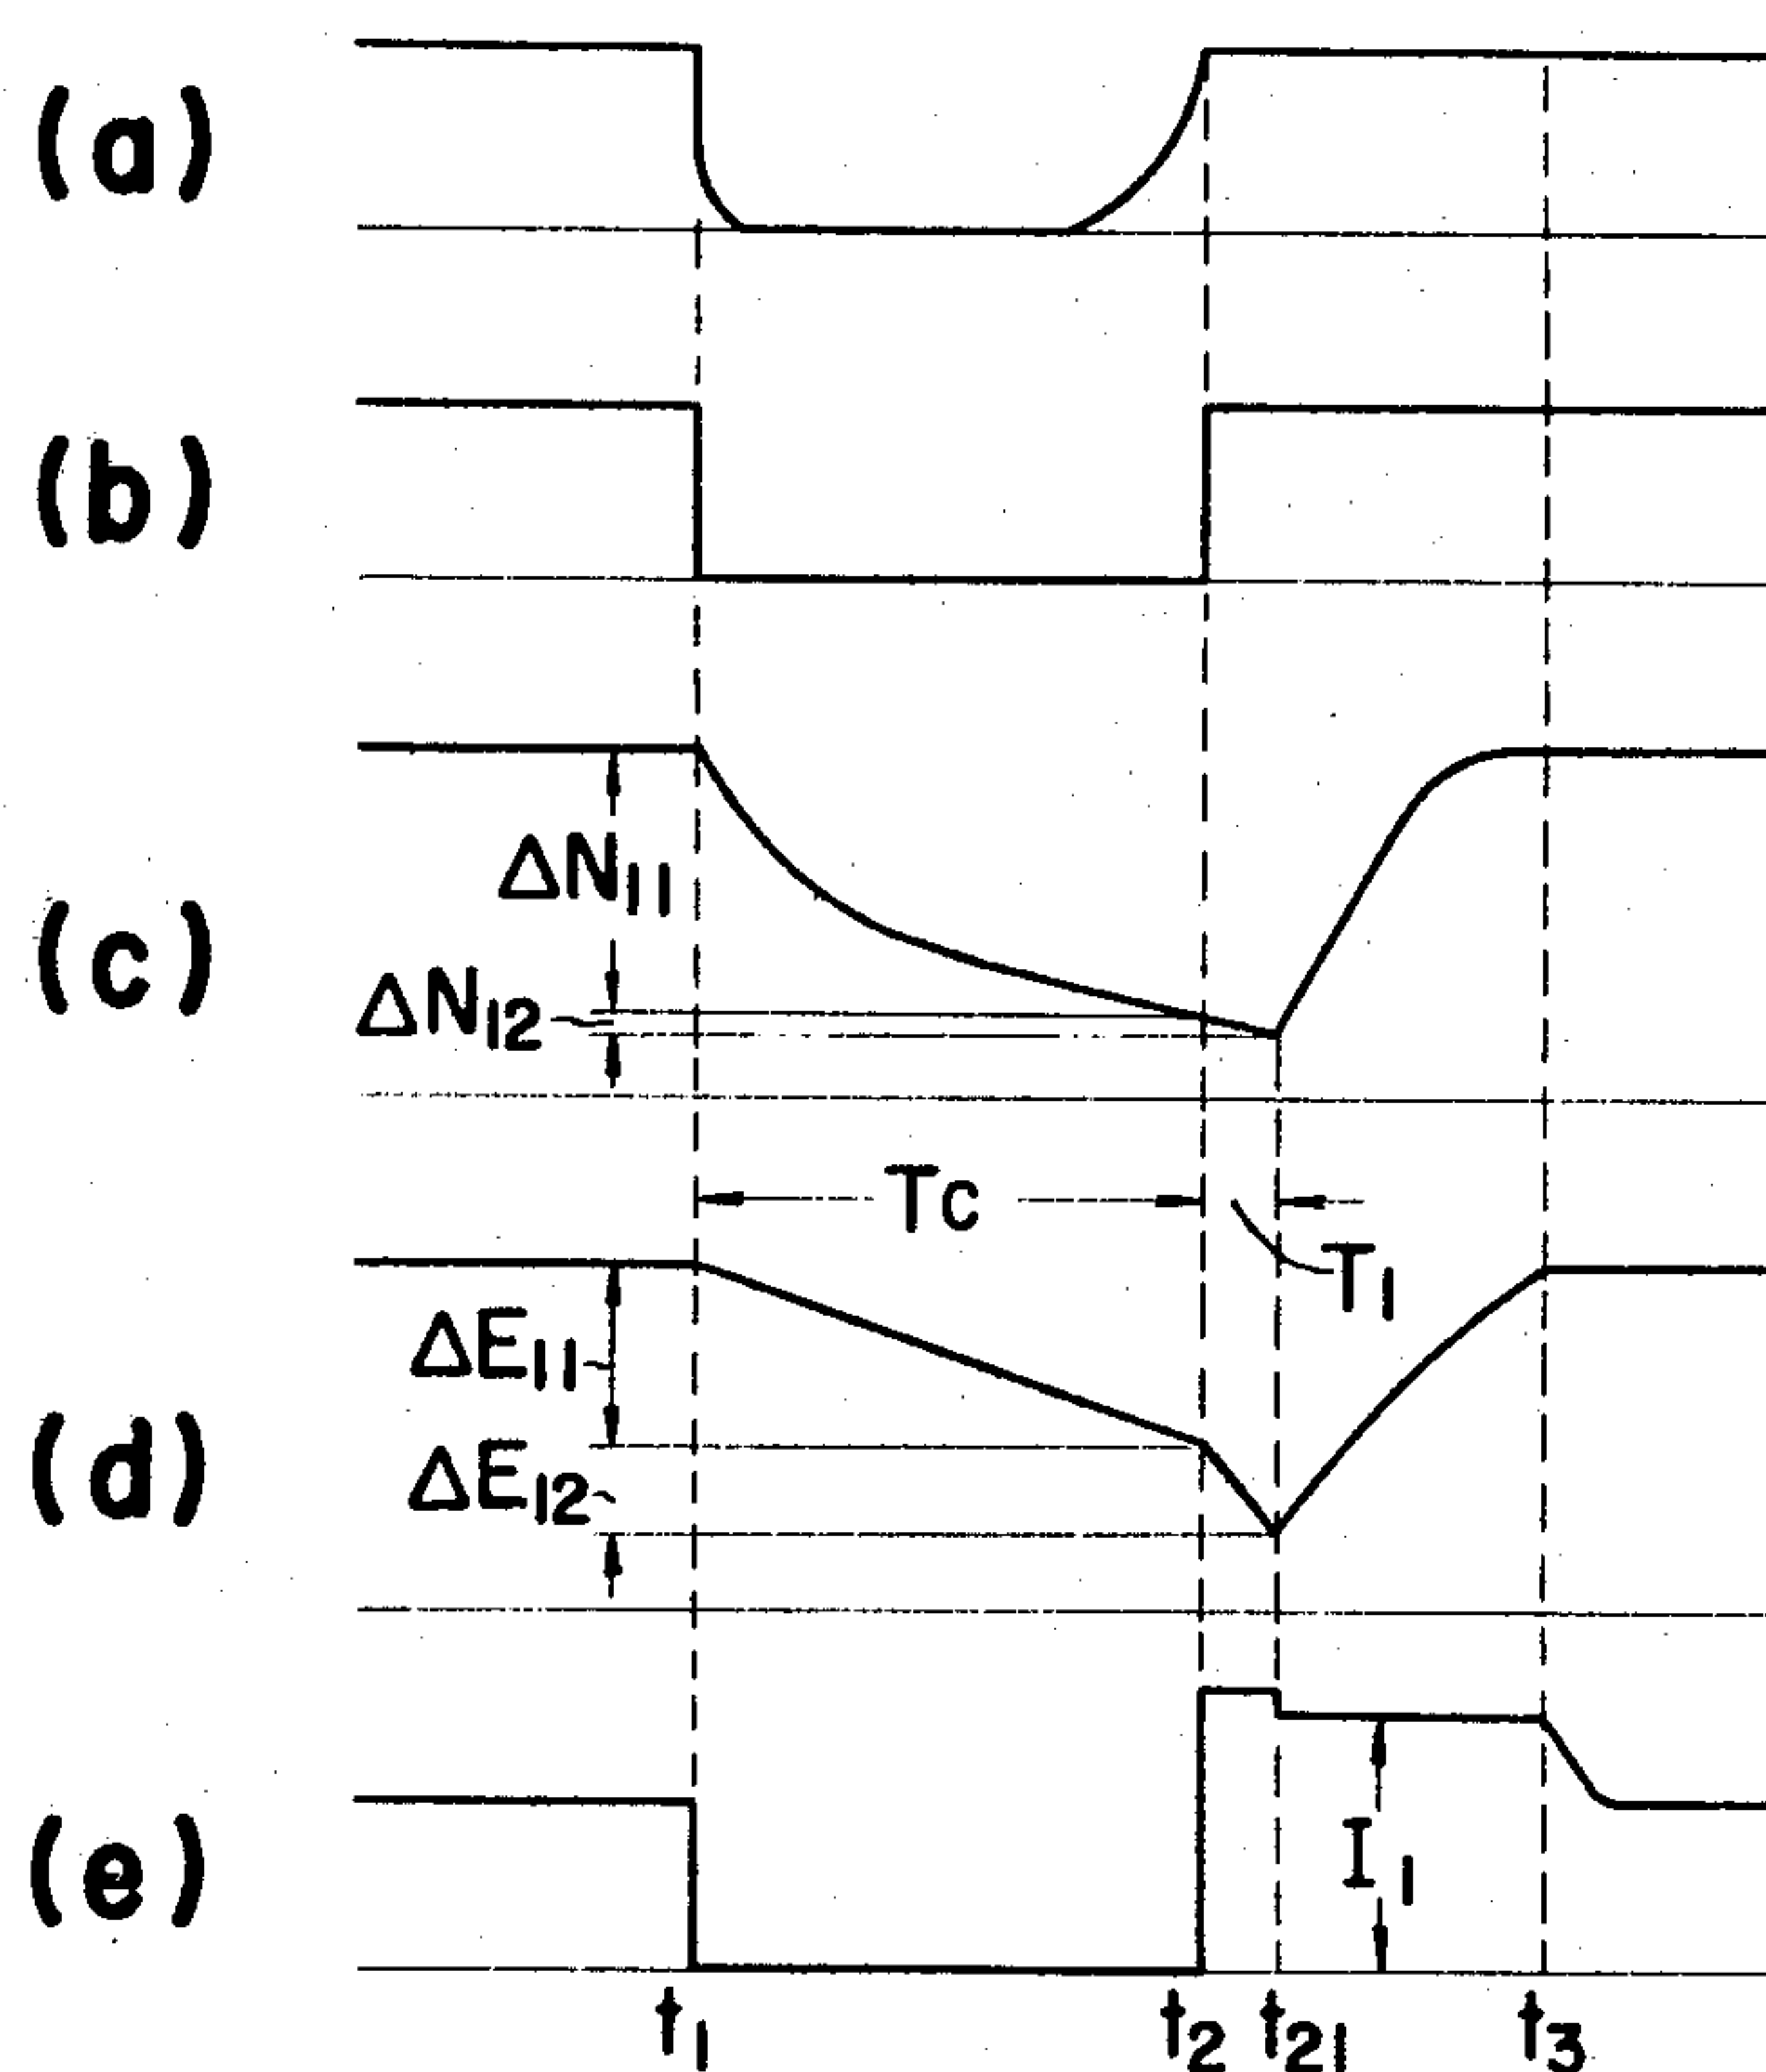 (a)
(b)
(c)
ΔN11
ΔN12
Tc
T1
(d)
ΔE11
ΔE12
(e)
I1
t1
t2
t21
t3